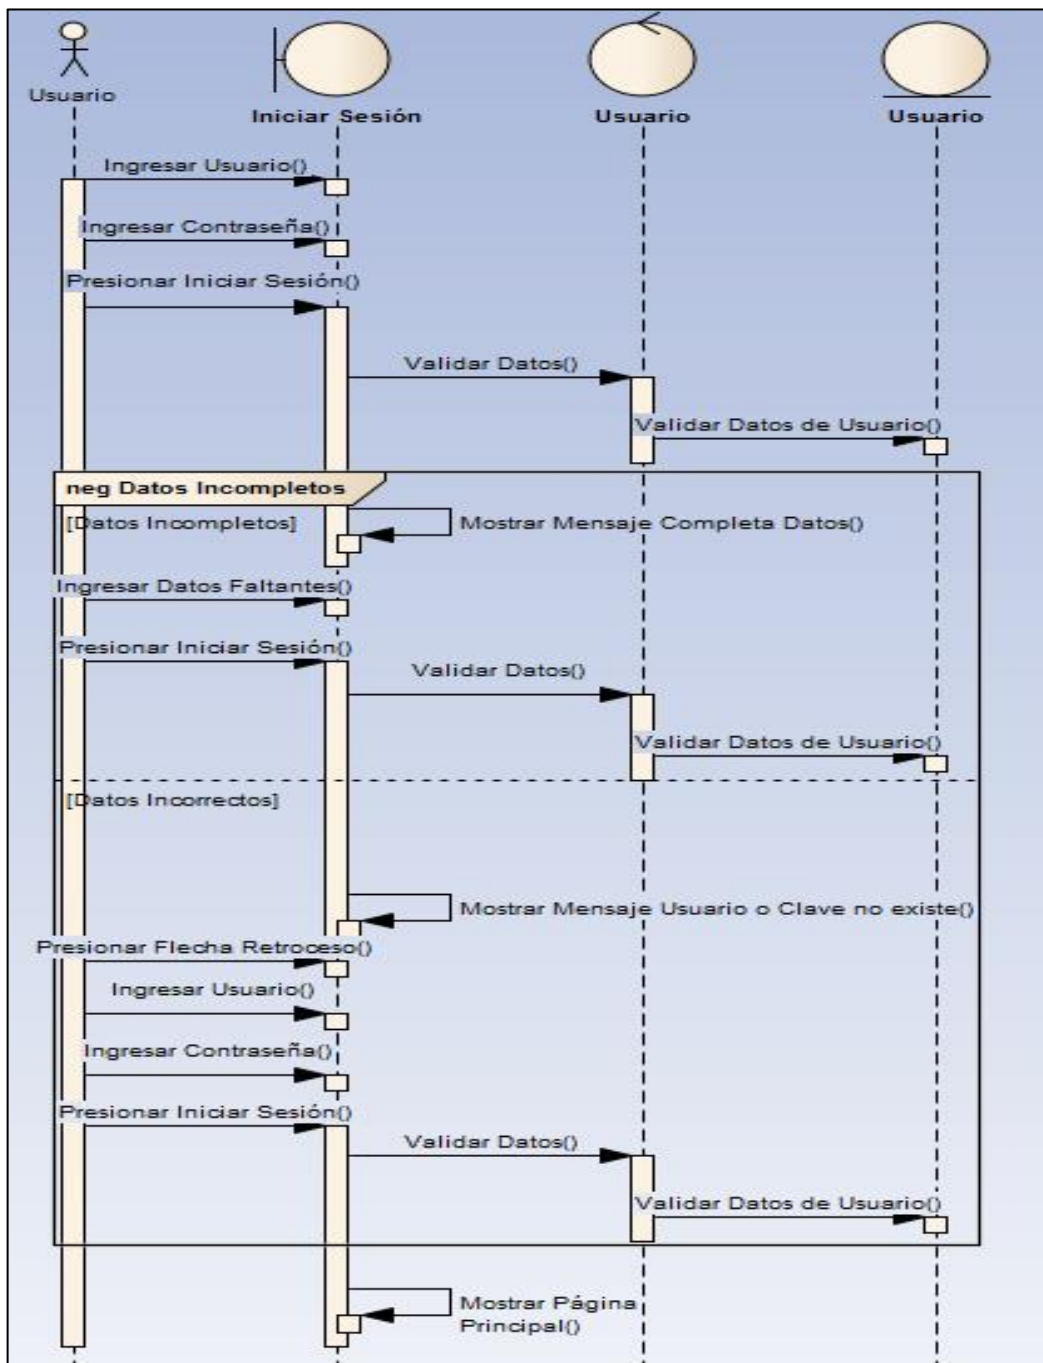 Usuario
Iniciar Sesión
Usuario
Usuario
Ingresar Usuario()
Ingresar Contraseña()
Presionar Iniciar Sesión()
Validar Datos()
Validar Datos de Usuario()
neg Datos Incompletos
[Datos Incompletos]
Mostrar Mensaje Completa Datos()
Ingresar Datos Faltantes()
Presionar Iniciar Sesión()
Validar Datos()
Validar Datos de Usuario()
[Datos Incorrectos]
Mostrar Mensaje Usuario o Clave no existe()
Presionar Flecha Retroceso()
Ingresar Usuario()
Ingresar Contraseña()
Presionar Iniciar Sesión()
Validar Datos()
Validar Datos de Usuario()
Mostrar Página
Principal()